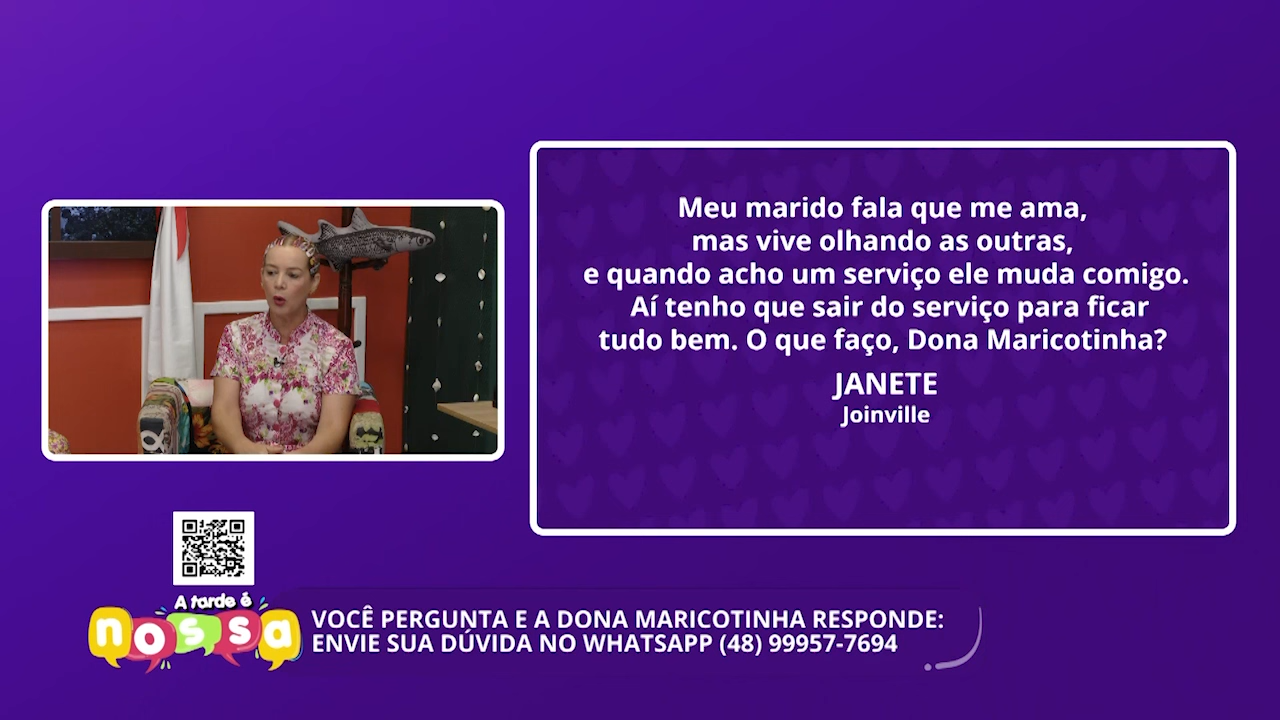 Meu marido fala que me ama,
mas vive olhando as outras,
e quando acho um serviço ele muda comigo.
Aí tenho que sair do serviço para ficar
tudo bem. O que faço, Dona Maricotinha?
JANETE
Joinville
A tarde é
nossa
VOCÊ PERGUNTA E A DONA MARICOTINHA RESPONDE:
ENVIE SUA DÚVIDA NO WHATSAPP (48) 99957-7694